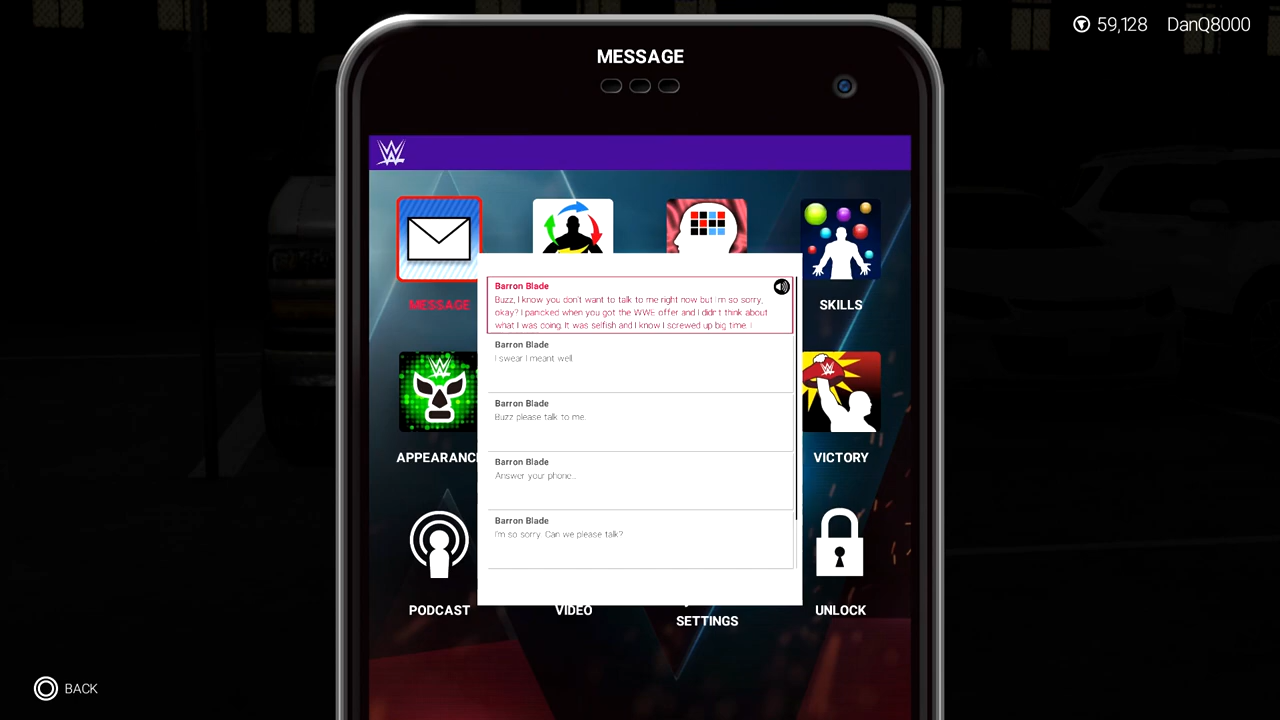 59,128 DanQ8000
MESSAGE
MESSAGE
SKILLS
Barron Blade
Buzz, I know you don't want to talk to me right now but I'm so sorry,
okay? I panicked when you got the WWE offer and I didn't think about
what I was doing. It was selfish and I know I screwed up big time. I
Barron Blade
I swear I meant well.
Barron Blade
Buzz please talk to me.
Barron Blade
Answer your phone...
Barron Blade
I'm so sorry. Can we please talk?
APPEARANC
VICTORY
PODCAST
VIDEO
SETTINGS
UNLOCK
BACK